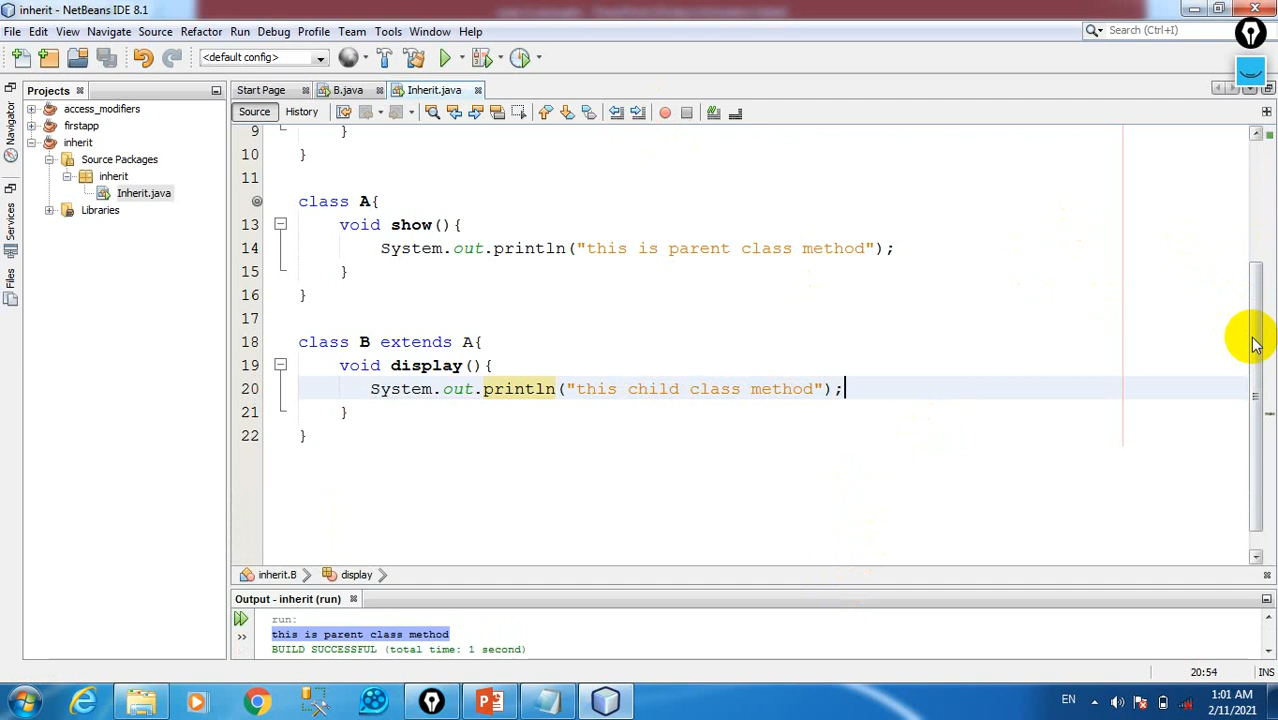 inherit - NetBeans IDE 8.1
File Edit View Navigate Source Refactor Run Debug Profile Team Tools Window Help
Search (Ctrl+I)
<default config>
Projects
Start Page
B.java
Inherit.java
Source
History
Navigator
Services
Files
access_modifiers
firstapp
inherit
Source Packages
inherit
Inherit.java
Libraries
9 }
10 }
11
class A{
13 void show(){
14 System.out.println("this is parent class method");
15 }
16 }
17
18 class B extends A{
19 void display(){
20 System.out.println("this child class method");
21 }
22 }
inherit.B
display
Output - inherit (run)
run:
this is parent class method
BUILD SUCCESSFUL (total time: 1 second)
20:54
INS
EN
1:01 AM
2/11/2021